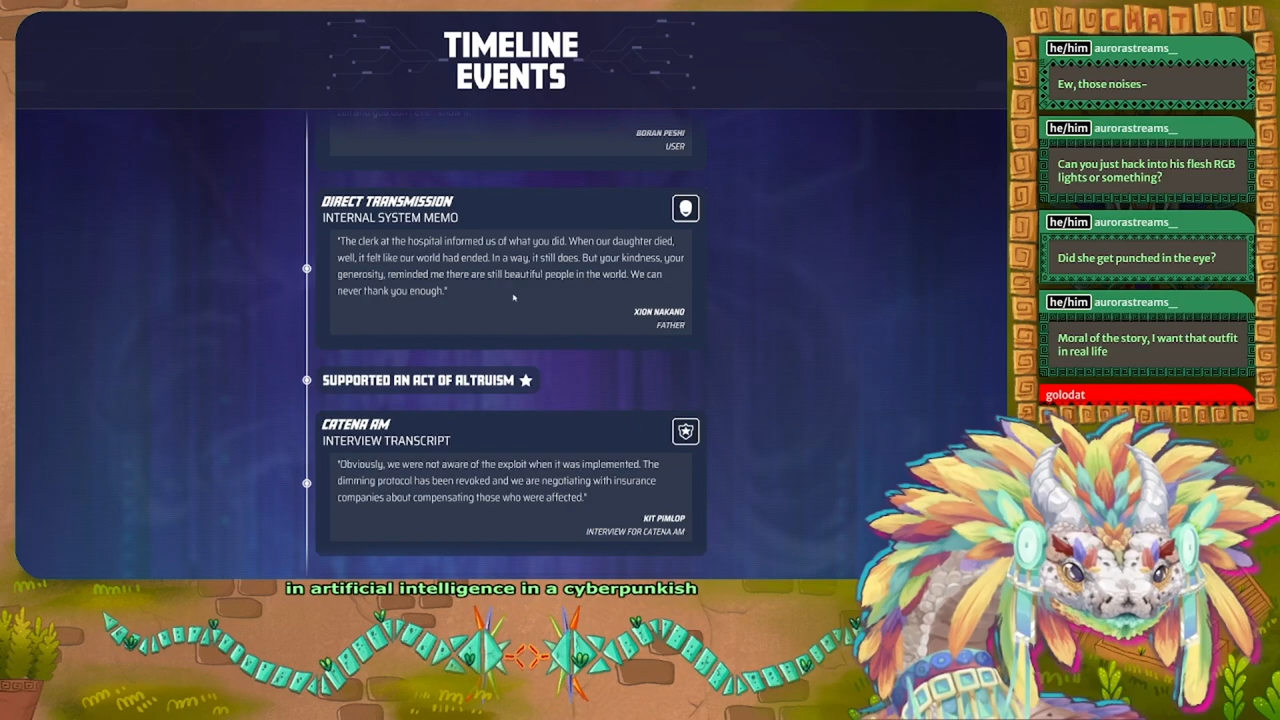 TIMELINE
EVENTS
BORAN PESHI
USER
DIRECT TRANSMISSION
INTERNAL SYSTEM MEMO
"The clerk at the hospital informed us of what you did. When our daughter died,
well, it felt like our world had ended. In a way, it still does. But your kindness, your
generosity, reminded me there are still beautiful people in the world. We can
never thank you enough."
XION NAKANO
FATHER
SUPPORTED AN ACT OF ALTRUISM
CATENA AM
INTERVIEW TRANSCRIPT
"Obviously, we were not aware of the exploit when it was implemented. The
dimming protocol has been revoked and we are negotiating with insurance
companies about compensating those who were affected."
KIT PIMLOP
INTERVIEW FOR CATENA AM
in artificial intelligence in a cyberpunkish
CHAT
he/him aurorastreams__
Ew, those noises-
he/him aurorastreams__
Can you just hack into his flesh RGB
lights or something?
he/him aurorastreams__
Did she get punched in the eye?
he/him aurorastreams__
Moral of the story, I want that outfit
in real life
golodat